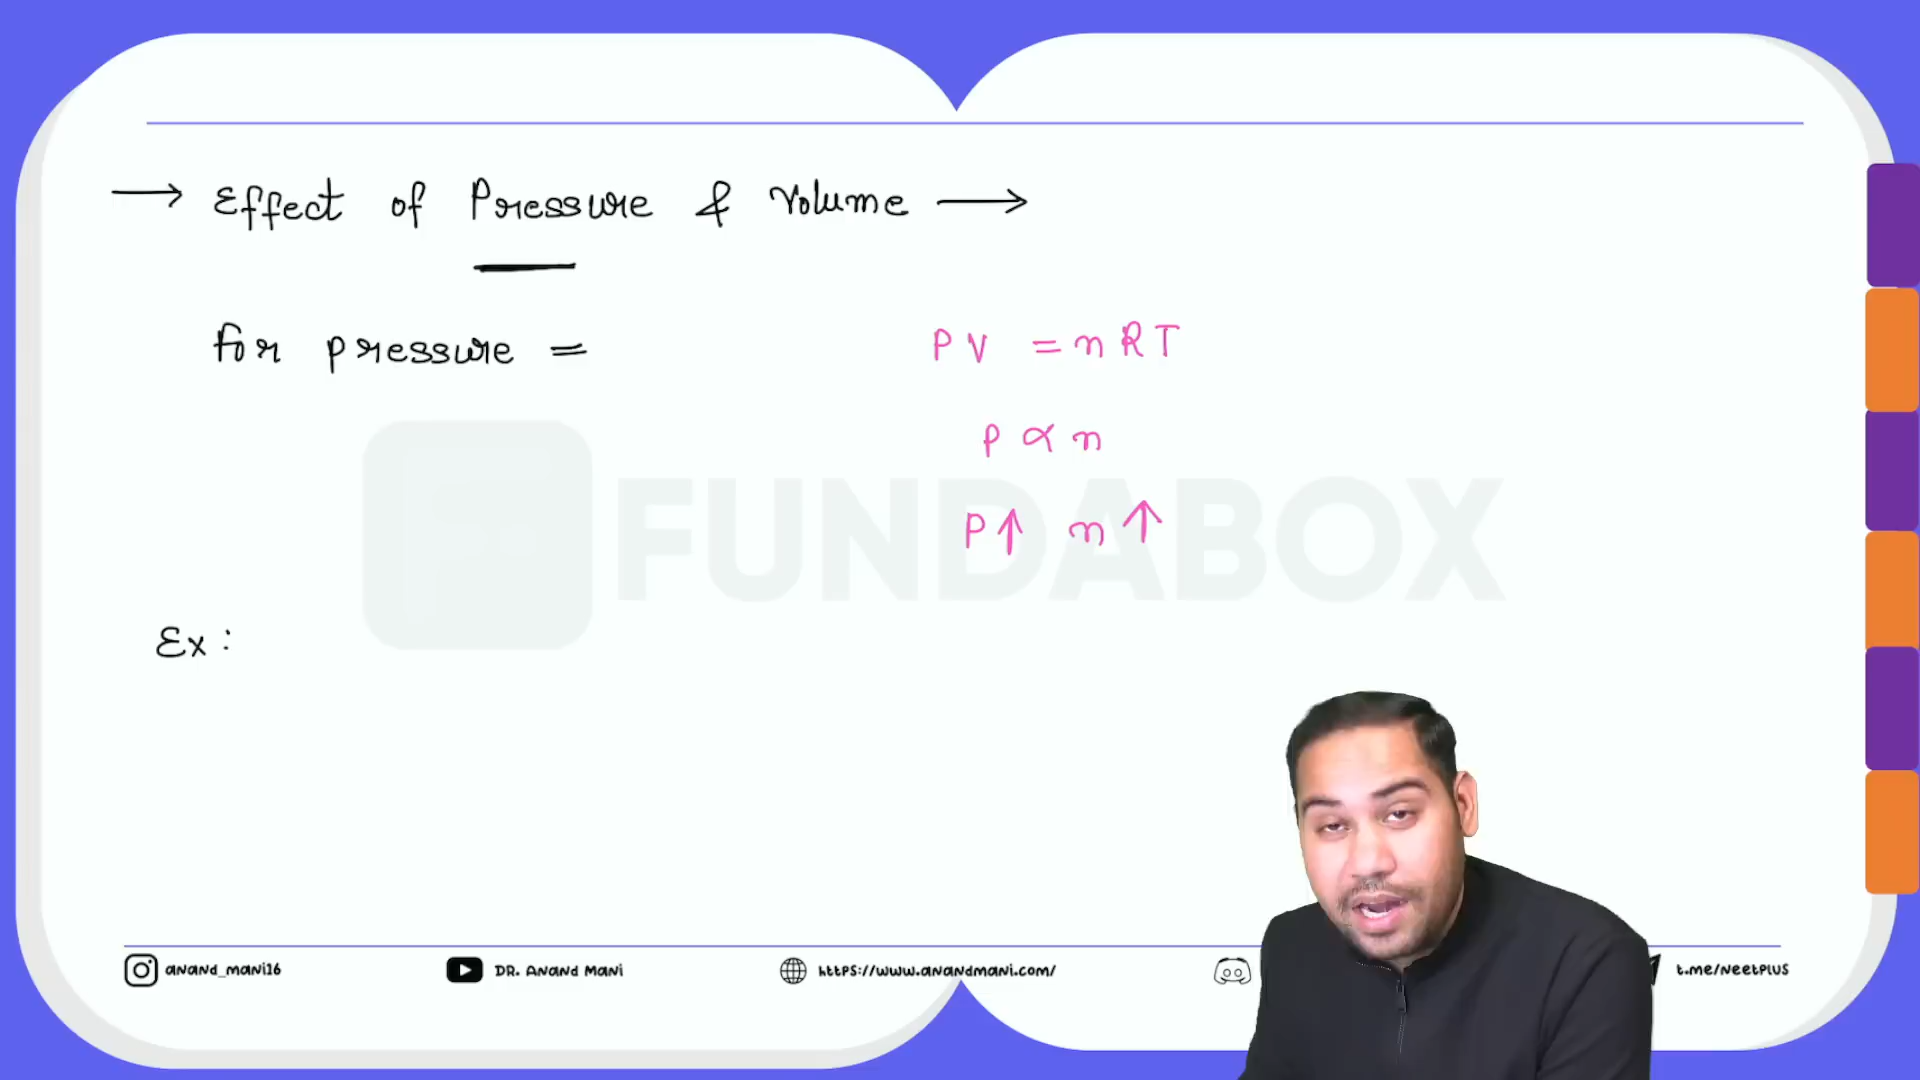 → Effect of Pressure & Volume →
for pressure =
PV = nRT
P ∝ n
P↑ n↑
FUNDABOX
Ex:
anand_mani26
DR. Anand Mani
https://www.anandmani.com/
t.me/NEETPLUS